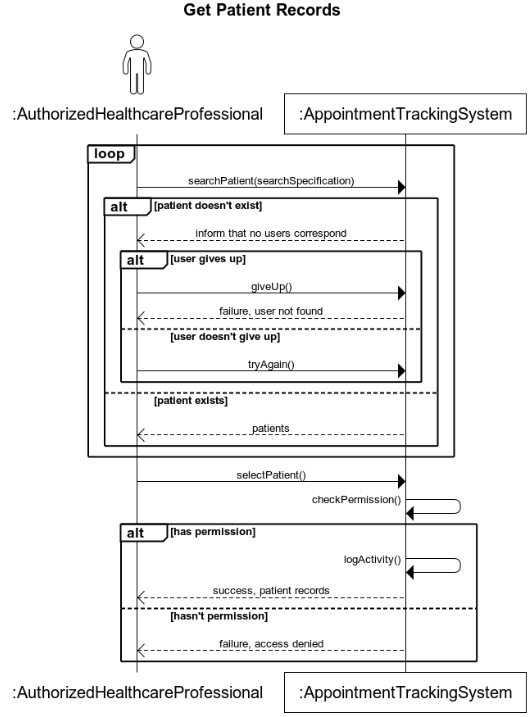 Get Patient Records
:AuthorizedHealthcareProfessional :AppointmentTrackingSystem
loop
searchPatient(searchSpecification)
alt [patient doesn't exist]
inform that no users correspond
alt [user gives up]
giveUp()
failure, user not found
[user doesn't give up]
tryAgain()
[patient exists]
patients
selectPatient()
checkPermission()
alt [has permission]
logActivity()
success, patient records
[hasn't permission]
failure, access denied
:AuthorizedHealthcareProfessional :AppointmentTrackingSystem